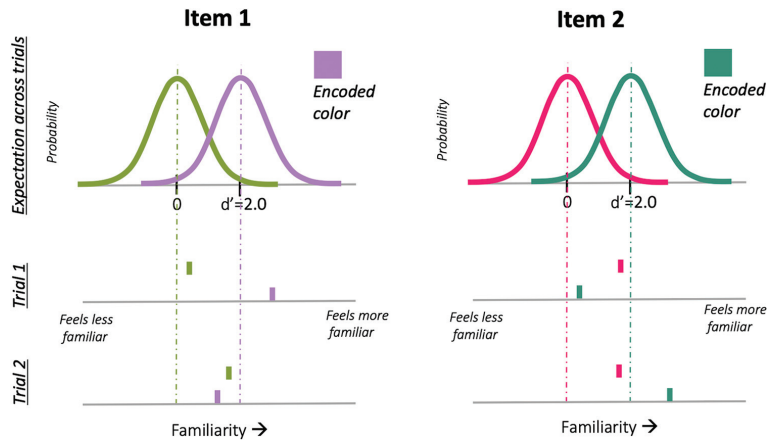 Item 1
Item 2
Expectation across trials
Probability
Encoded
color
0
d'=2.0
Probability
Encoded
color
0
d'=2.0
Trial 1
Feels less
familiar
Feels more
familiar
Feels less
familiar
Feels more
familiar
Trial 2
Familiarity →
Familiarity →